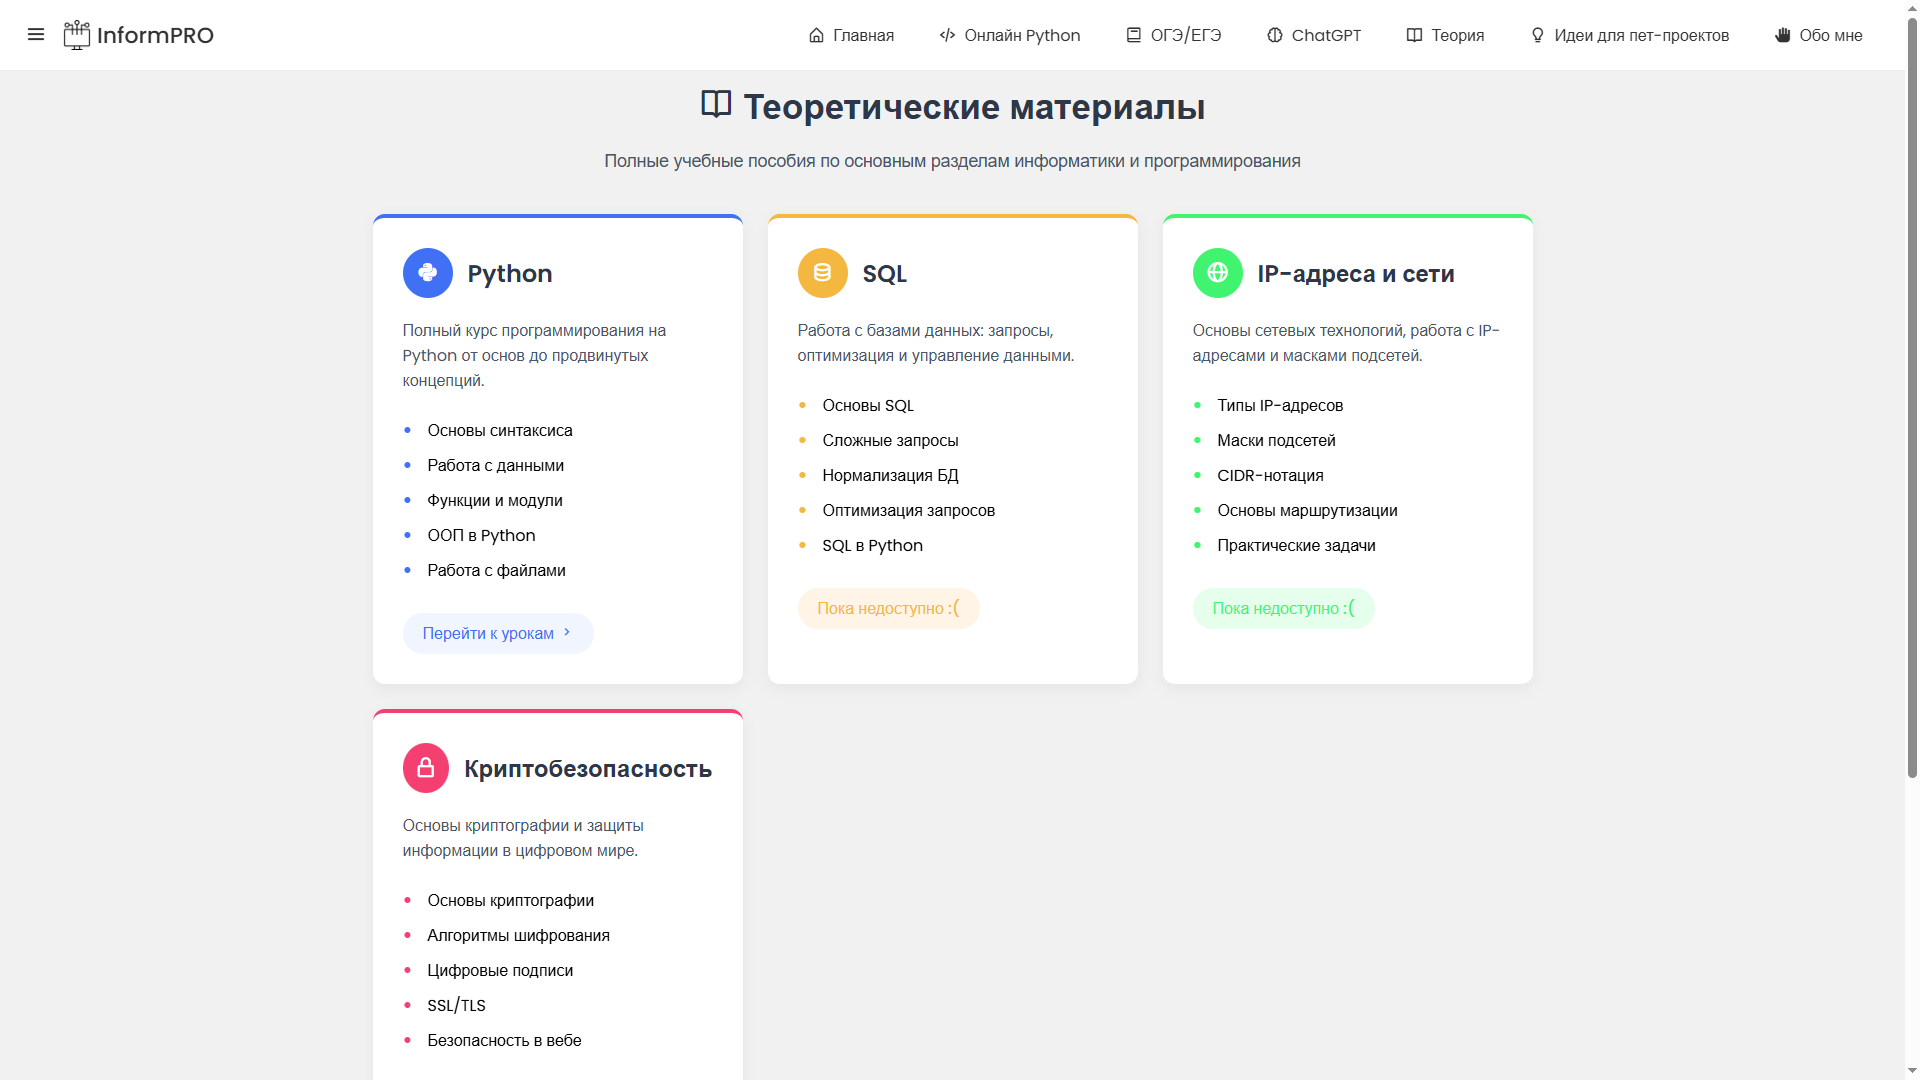 InformPRO
Главная
Онлайн Python
ОГЭ/ЕГЭ
ChatGPT
Теория
Идеи для пет-проектов
Обо мне
Теоретические материалы
Полные учебные пособия по основным разделам информатики и программирования
Python
Полный курс программирования на
Python от основ до продвинутых
концепций.
Основы синтаксиса
Работа с данными
Функции и модули
ООП в Python
Работа с файлами
Перейти к урокам
SQL
Работа с базами данных: запросы,
оптимизация и управление данными.
Основы SQL
Сложные запросы
Нормализация БД
Оптимизация запросов
SQL в Python
Пока недоступно :(
IP-адреса и сети
Основы сетевых технологий, работа с IP-
адресами и масками подсетей.
Типы IP-адресов
Маски подсетей
CIDR-нотация
Основы маршрутизации
Практические задачи
Пока недоступно :(
Криптобезопасность
Основы криптографии и защиты
информации в цифровом мире.
Основы криптографии
Алгоритмы шифрования
Цифровые подписи
SSL/TLS
Безопасность в вебе